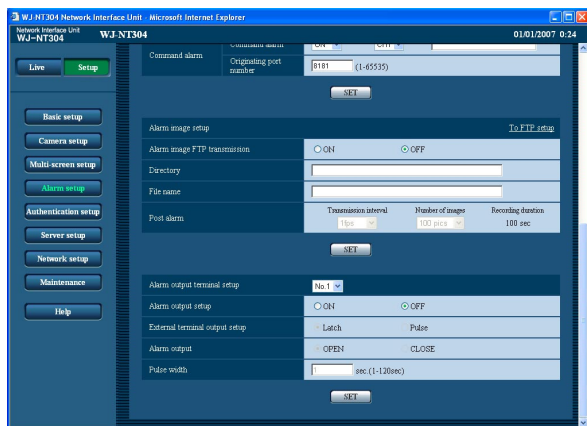 WJ-NT304 Network Interface Unit - Microsoft Internet Explorer
Network Interface Unit
WJ-NT304
WJ-NT304
01/01/2007 0:24
Live
Setup
Basic setup
Camera setup
Multi-screen setup
Alarm setup
Authentication setup
Server setup
Network setup
Maintenance
Help
Command alarm
Command alarm
ON
CH1
Originating port number
8181 (1-65535)
SET
Alarm image setup
To FTP setup
Alarm image FTP transmission
ON
OFF
Directory
File name
Post alarm
Transmission interval
Number of images
Recording duration
1fps
100 pics
100 sec
SET
Alarm output terminal setup
No.1
Alarm output setup
ON
OFF
External terminal output setup
Latch
Pulse
Alarm output
OPEN
CLOSE
Pulse width
1 sec.(1-120sec)
SET